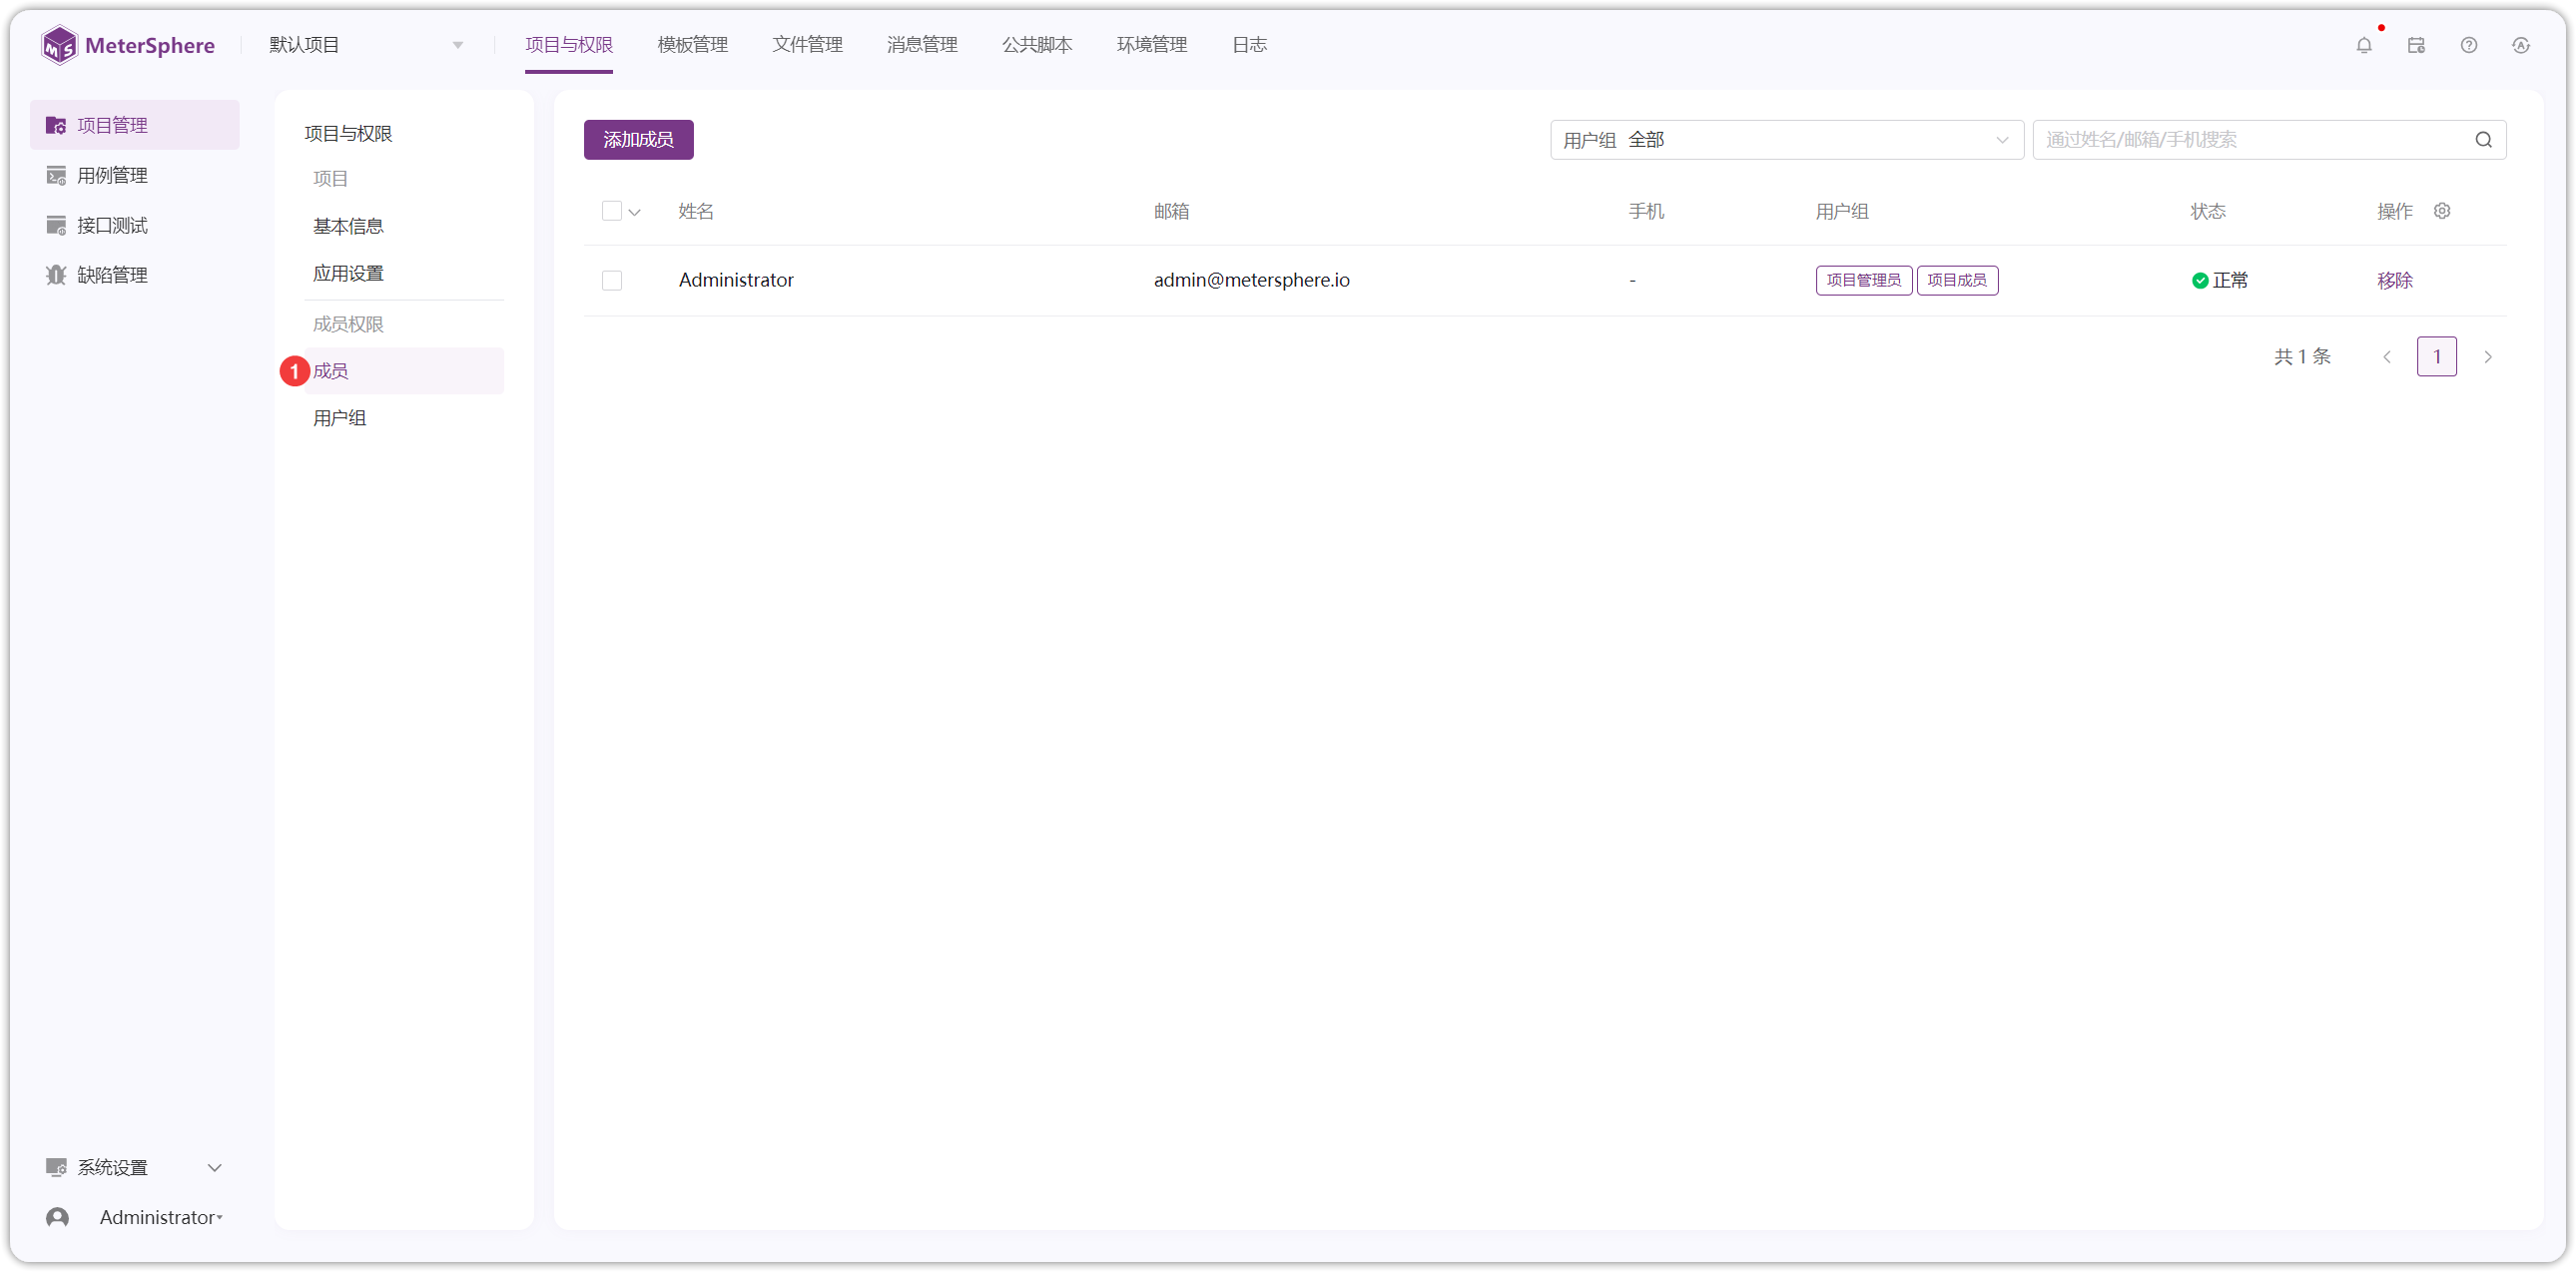 MeterSphere 默认项目 项目与权限 模板管理 文件管理 消息管理 公共脚本 环境管理 日志
项目管理
用例管理
接口测试
缺陷管理
系统设置
Administrator
项目与权限
项目
基本信息
应用设置
成员权限
1 成员
用户组
添加成员 用户组 全部 通过姓名/邮箱/手机搜索
姓名 邮箱 手机 用户组 状态 操作
Administrator admin@metersphere.io - 项目管理员 项目成员 正常 移除
共 1 条 1